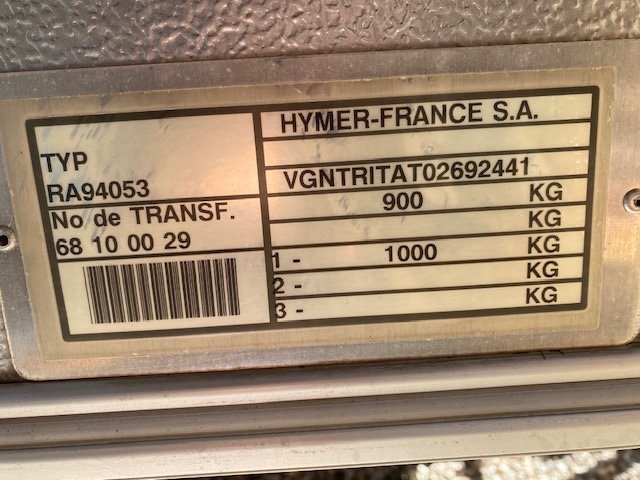 TYP
RA94053
No de TRANSF.
68 10 00 29
HYMER-FRANCE S.A.
VGNTRITAT02692441
900 KG
KG
1 - 1000 KG
2 - KG
3 - KG